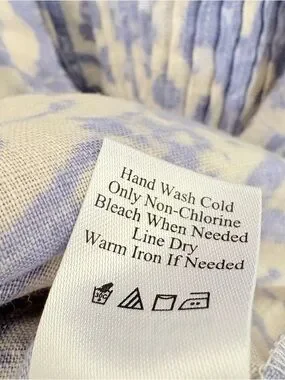 Hand Wash Cold
Only Non-Chlorine
Bleach When Needed
Line Dry
Warm Iron If Needed